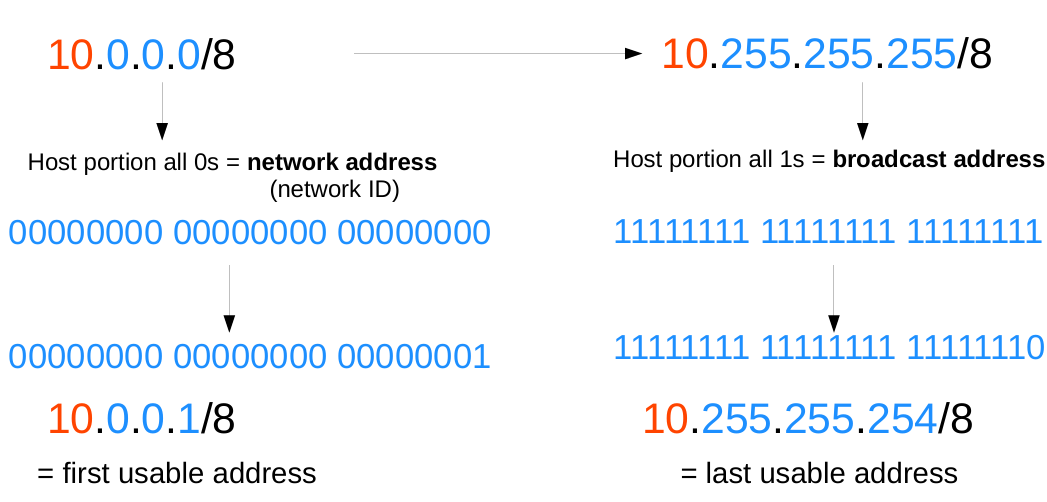 10.0.0.0/8
10.255.255.255/8
Host portion all 0s = network address
(network ID)
Host portion all 1s = broadcast address
00000000 00000000 00000000
11111111 11111111 11111111
00000000 00000000 00000001
11111111 11111111 11111110
10.0.0.1/8
10.255.255.254/8
= first usable address
= last usable address